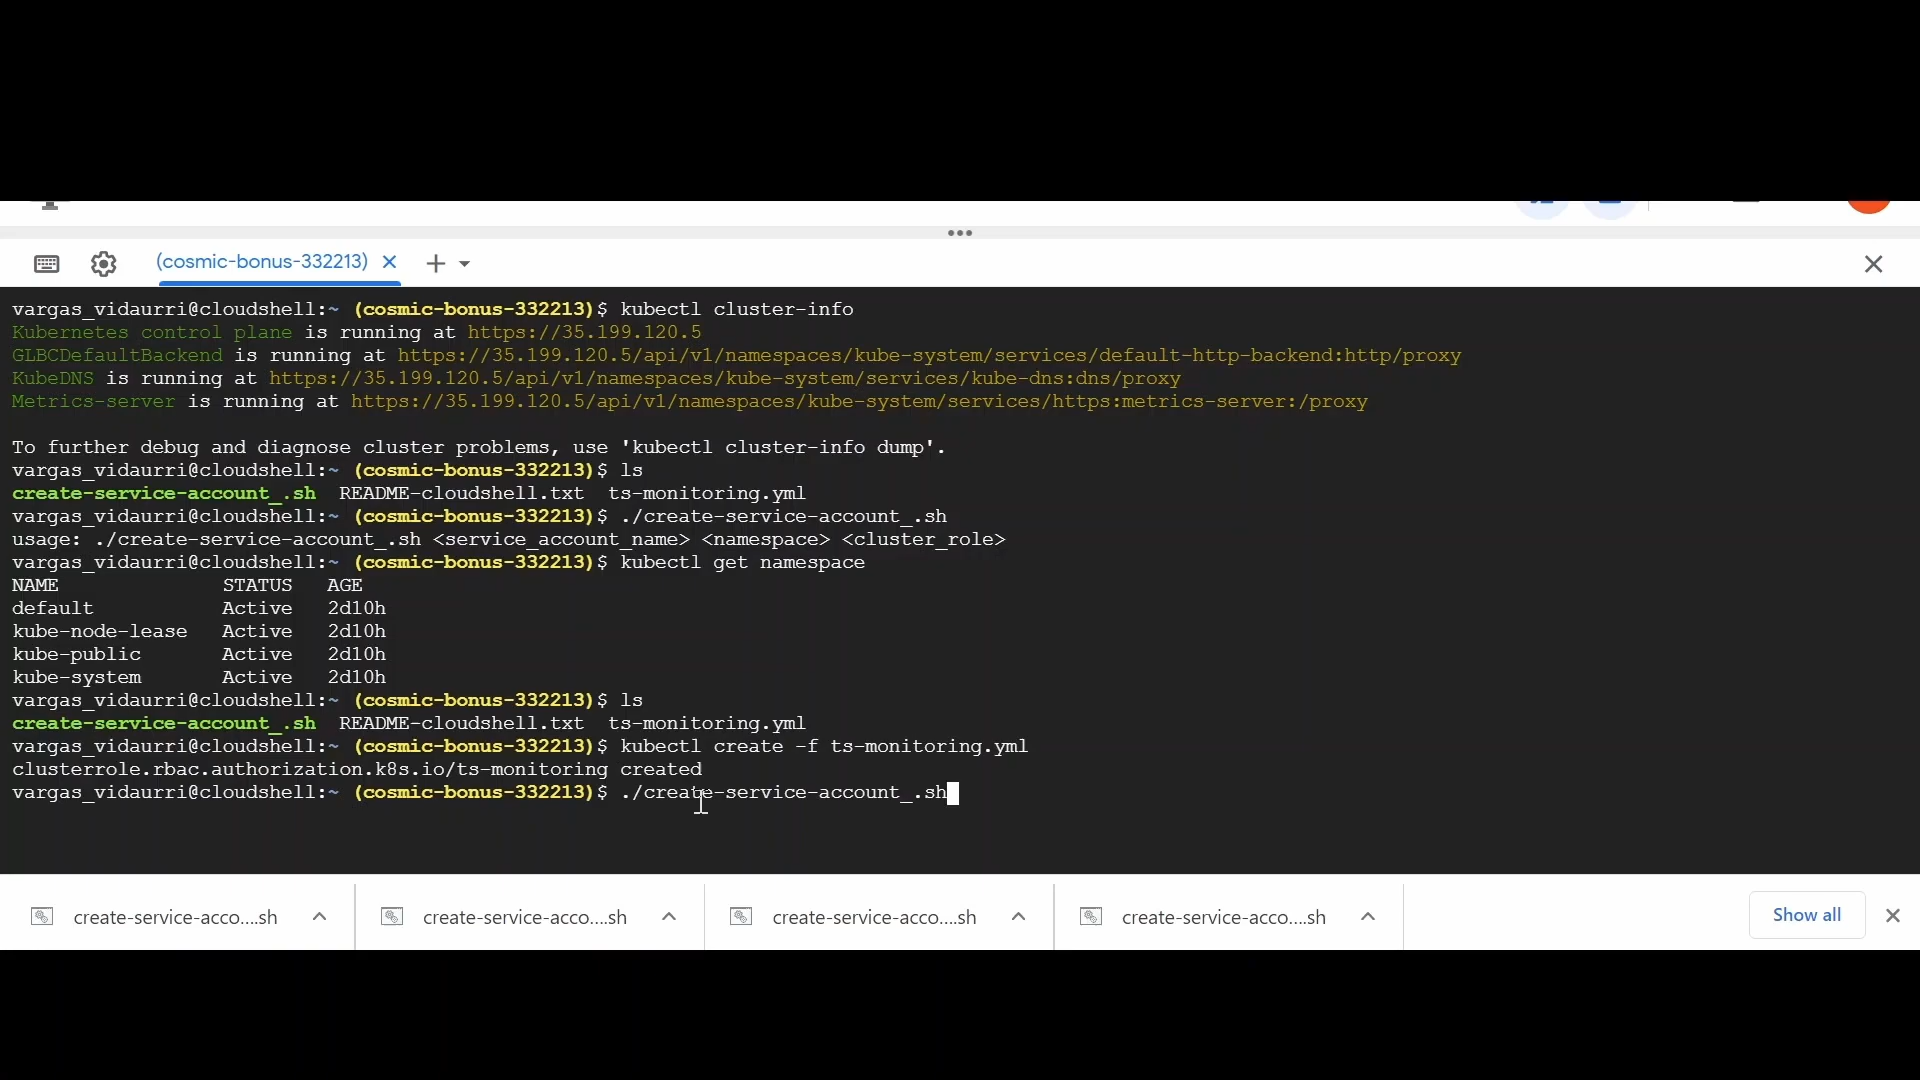 (cosmic-bonus-332213)
vargas_vidaurri@cloudshell:~ (cosmic-bonus-332213)$ kubectl cluster-info
Kubernetes control plane is running at https://35.199.120.5
GLBCDefaultBackend is running at https://35.199.120.5/api/v1/namespaces/kube-system/services/default-http-backend:http/proxy
KubeDNS is running at https://35.199.120.5/api/v1/namespaces/kube-system/services/kube-dns:dns/proxy
Metrics-server is running at https://35.199.120.5/api/v1/namespaces/kube-system/services/https:metrics-server:/proxy
To further debug and diagnose cluster problems, use 'kubectl cluster-info dump'.
vargas_vidaurri@cloudshell:~ (cosmic-bonus-332213)$ ls
create-service-account_.sh README-cloudshell.txt ts-monitoring.yml
vargas_vidaurri@cloudshell:~ (cosmic-bonus-332213)$ ./create-service-account_.sh
usage: ./create-service-account_.sh <service_account_name> <namespace> <cluster_role>
vargas_vidaurri@cloudshell:~ (cosmic-bonus-332213)$ kubectl get namespace
NAME STATUS AGE
default Active 2d10h
kube-node-lease Active 2d10h
kube-public Active 2d10h
kube-system Active 2d10h
vargas_vidaurri@cloudshell:~ (cosmic-bonus-332213)$ ls
create-service-account_.sh README-cloudshell.txt ts-monitoring.yml
vargas_vidaurri@cloudshell:~ (cosmic-bonus-332213)$ kubectl create -f ts-monitoring.yml
clusterrole.rbac.authorization.k8s.io/ts-monitoring created
vargas_vidaurri@cloudshell:~ (cosmic-bonus-332213)$ ./create-service-account_.sh
create-service-acco....sh create-service-acco....sh create-service-acco....sh create-service-acco....sh Show all